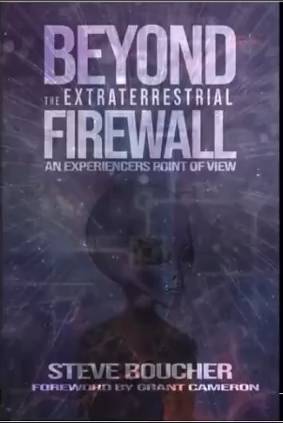 BEYOND
THE EXTRATERRESTRIAL
FIREWALL
AN EXPERIENCERS POINT OF VIEW
STEVE BOUCHER
FOREWORD BY GRANT CAMERON